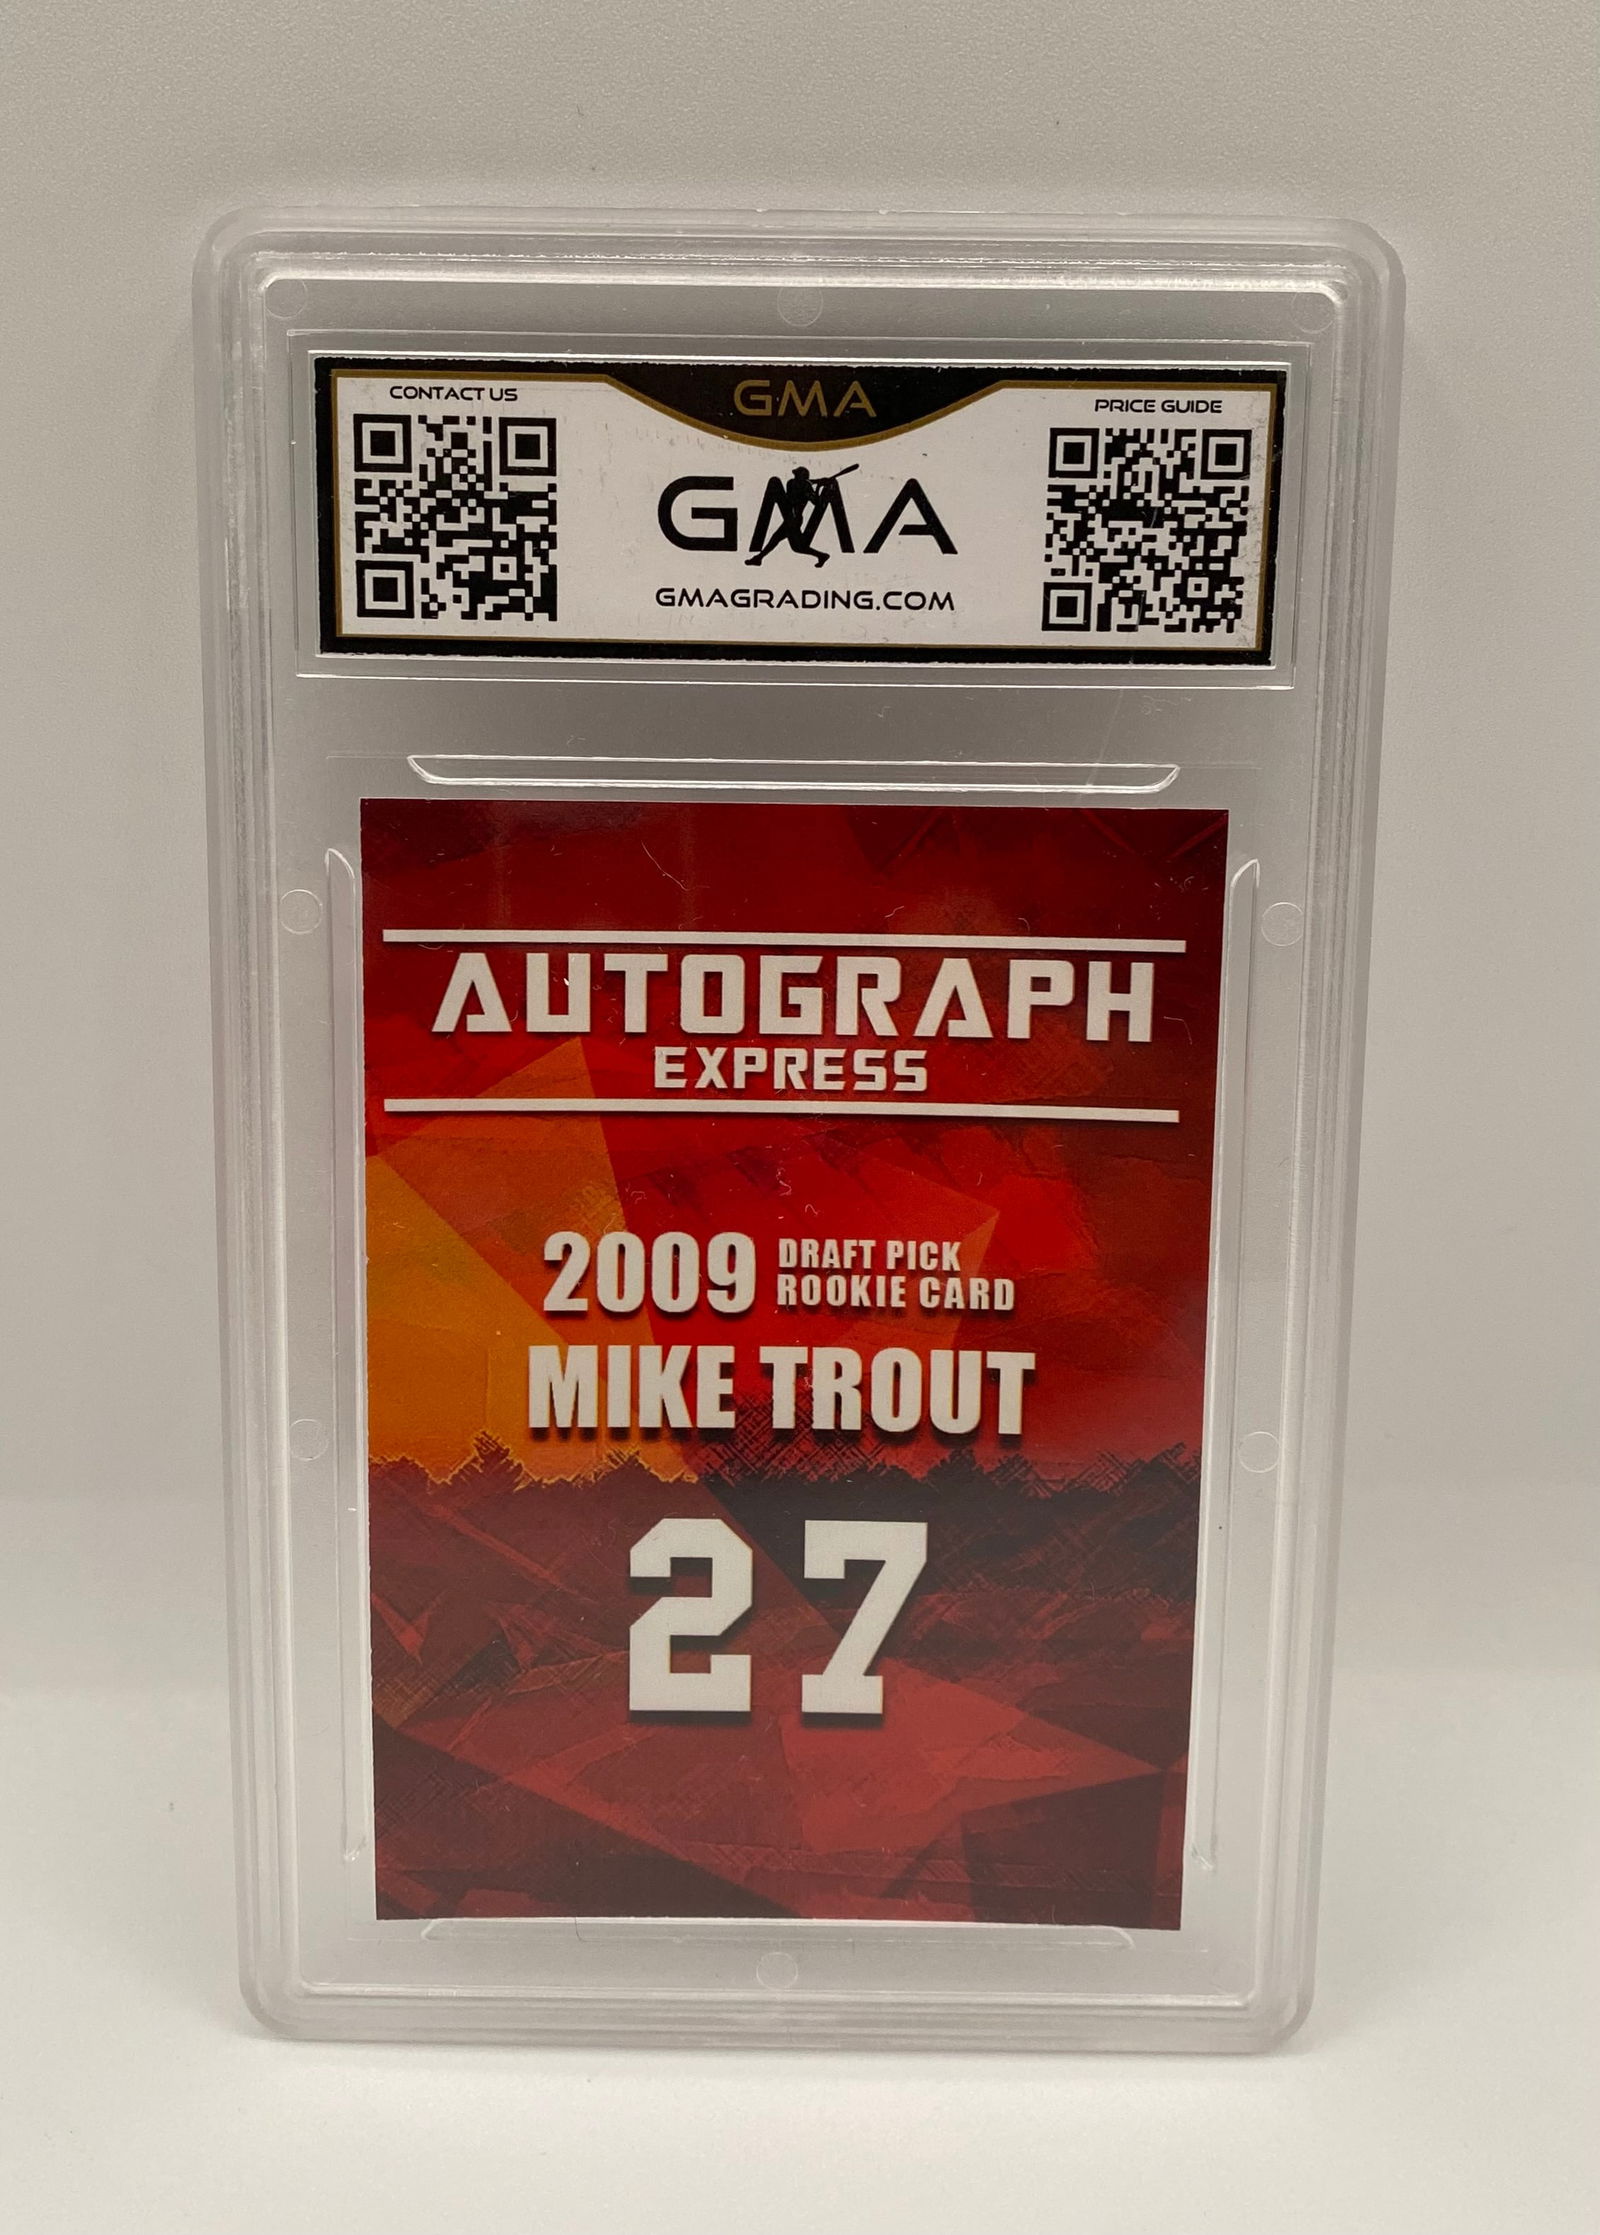 CONTACT US
GMA
PRICE GUIDE
GMA
GMAGRADING.COM
AUTOGRAPH
EXPRESS
2009 DRAFT PICK
ROOKIE CARD
MIKE TROUT
27